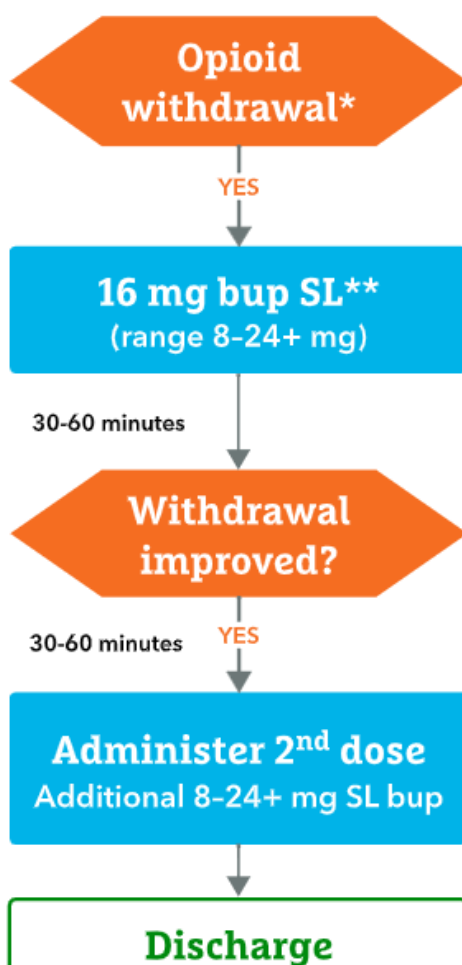 Opioid
withdrawal*
YES
16 mg bup SL**
(range 8–24+ mg)
30-60 minutes
Withdrawal
improved?
30-60 minutes
YES
Administer 2nd dose
Additional 8–24+ mg SL bup
Discharge